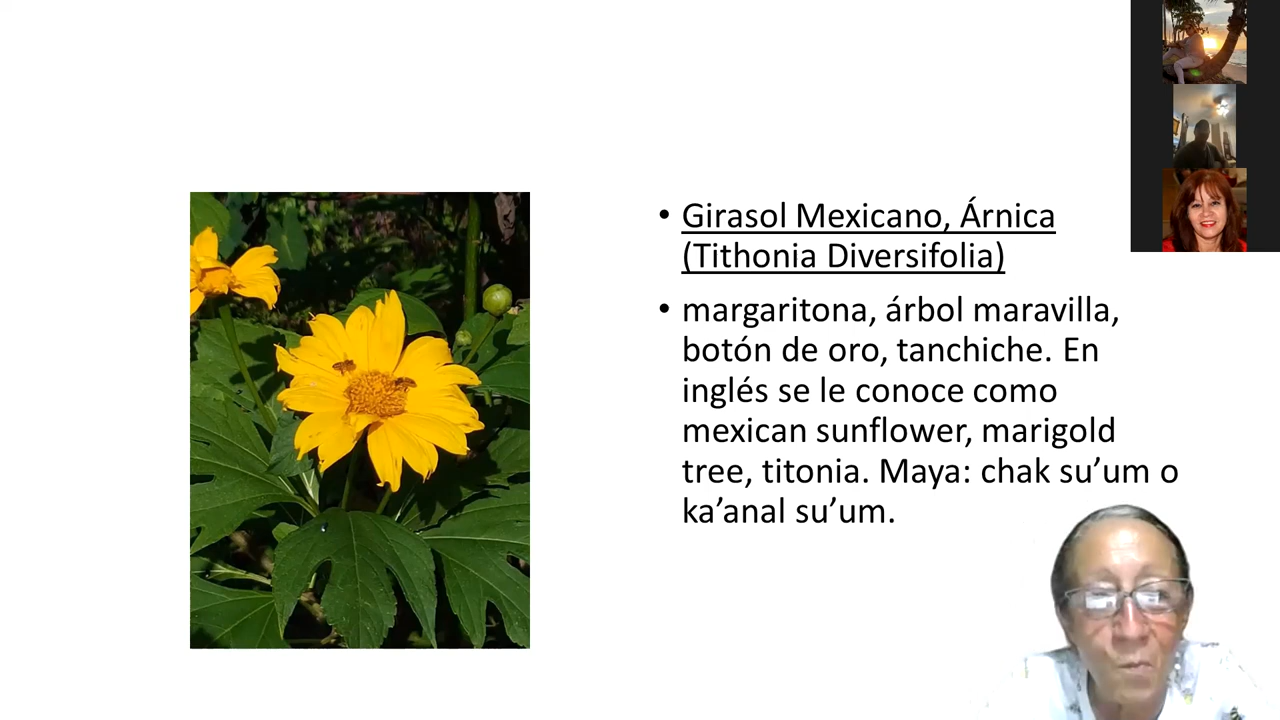 • Girasol Mexicano, Árnica
(Tithonia Diversifolia)
• margaritona, árbol maravilla,
botón de oro, tanchiche. En
inglés se le conoce como
mexican sunflower, marigold
tree, titonia. Maya: chak su’um o
ka’anal su’um.